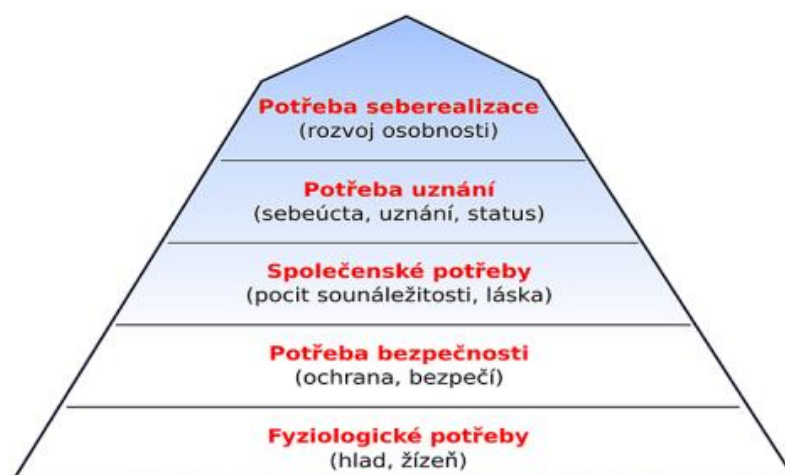 Potřeba seberealizace
(rozvoj osobnosti)
Potřeba uznání
(sebeúcta, uznání, status)
Společenské potřeby
(pocit sounáležitosti, láska)
Potřeba bezpečnosti
(ochrana, bezpečí)
Fyziologické potřeby
(hlad, žízeň)